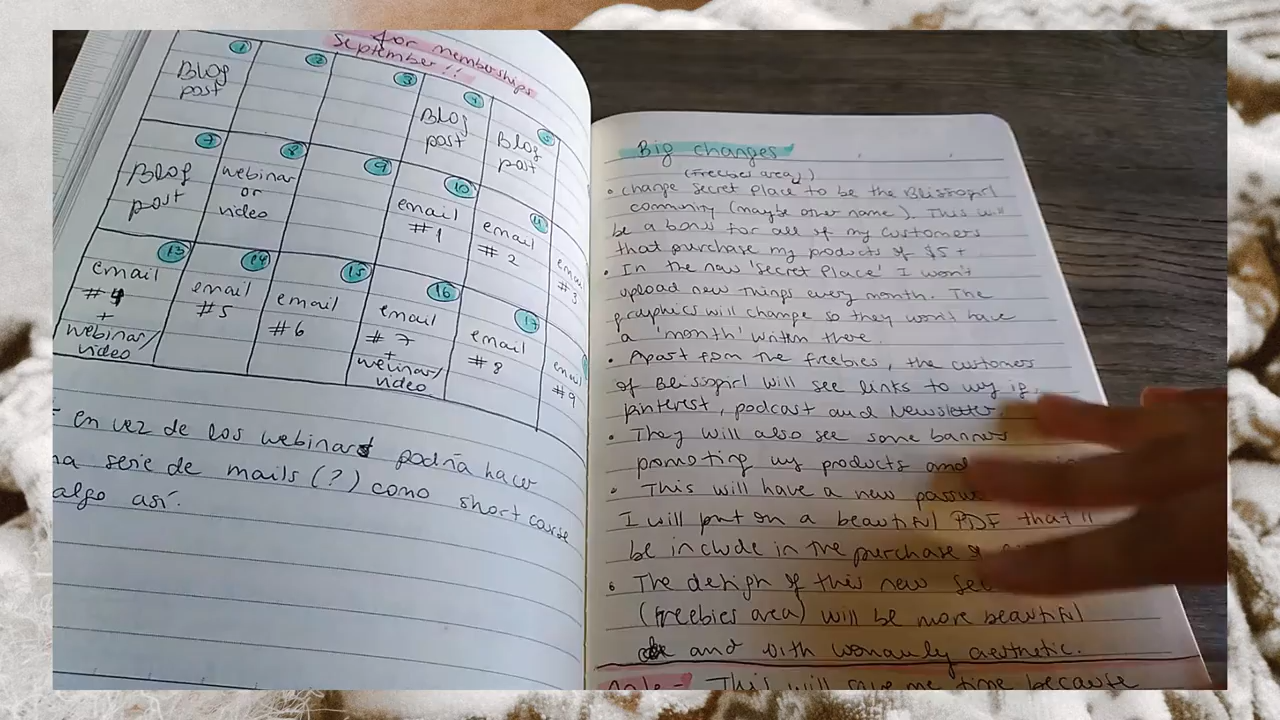 for memberships
September!!
1
Blog
post
2
3
4
Blog
post
5
Blog
post
7
Blog
post
8
webinar
or
video
9
10
email
#1
11
email
#2
email
#3
13
email
#4
+
webinar/
video
14
email
#5
15
email
#6
16
email
#7
+
webinar/
video
17
email
#8
email
#9
- en vez de los webinars podría hacer
na serie de mails (?) como short course
algo así.
Big changes
(Freebies area)
• Change secret Place to be the Blissogirl
community (maybe other name). This will
be a bonus for all of my customers
that purchase my products of $5+
• In the new 'Secret Place' I won't
upload new things every month. The
graphics will change so they won't have
a 'month' written there.
• Apart from the freebies, the customers
of Blissogirl will see links to my ig,
pinterest, podcast and Newsletter.
• They will also see some banners
promoting my products and
• This will have a new
I will put on a beautiful PDF that'll
be include in the purchase
• The design of this new
(freebies area) will be more beautiful
and with womanly aesthetic.
Note- This will save me time because